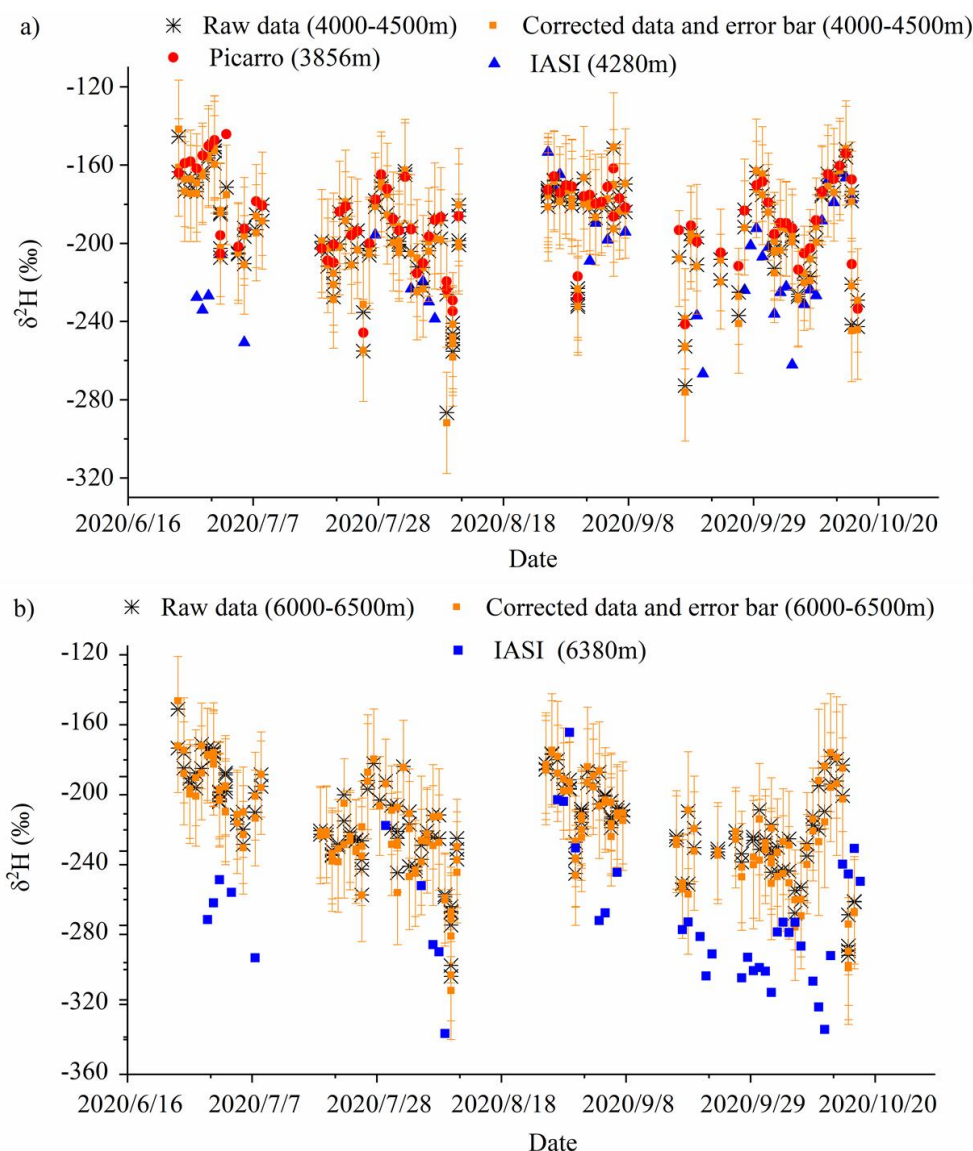 a) Raw data (4000-4500m) Corrected data and error bar (4000-4500m)
Picarro (3856m) IASI (4280m)
-120
-160
-200
-240
-280
-320
δ²H (‰)
2020/6/16 2020/7/7 2020/7/28 2020/8/18 2020/9/8 2020/9/29 2020/10/20
Date
b) Raw data (6000-6500m) Corrected data and error bar (6000-6500m)
IASI (6380m)
-120
-160
-200
-240
-280
-320
-360
δ²H (‰)
2020/6/16 2020/7/7 2020/7/28 2020/8/18 2020/9/8 2020/9/29 2020/10/20
Date